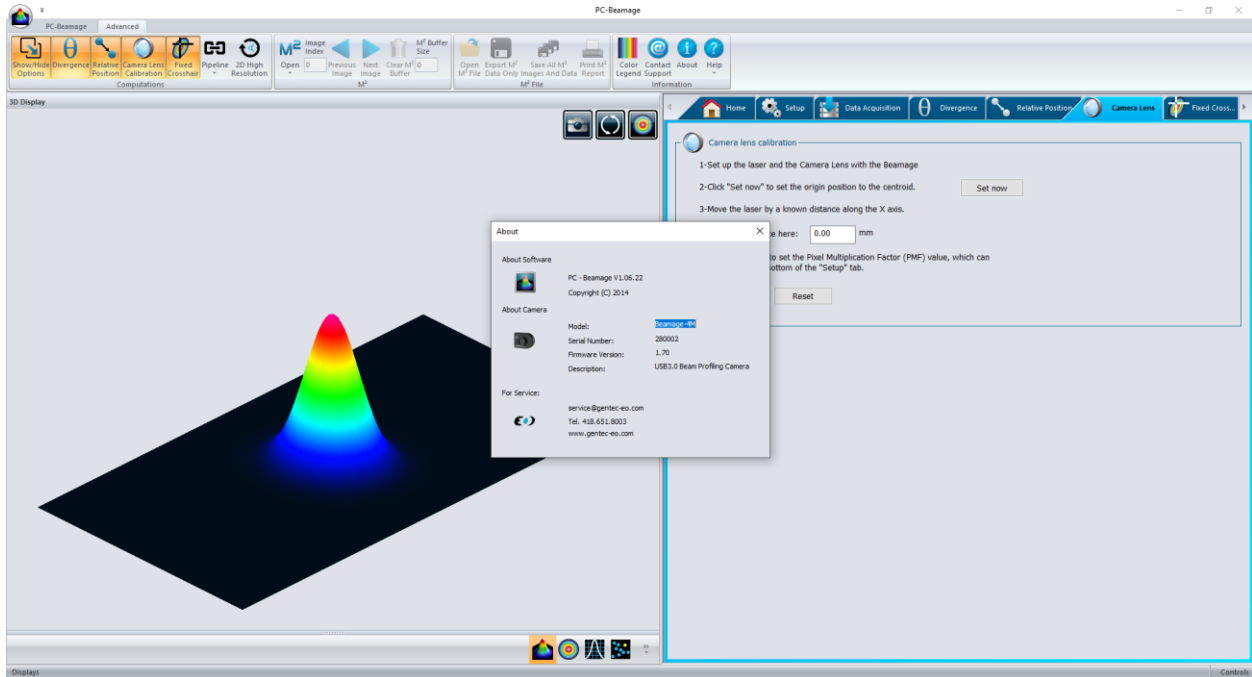 PC-Beamage
PC-Beamage Advanced
Show/Hide Options
Divergence
Relative Position
Camera Lens Calibration
Fixed Crosshair
Pipeline
2D High Resolution
Computations
M² Open
Image Index
0
Previous Image
Next Image
Clear M² Buffer
M² Buffer Size
0
M²
Open M² File
Export M² Data Only
Save All M² Images And Data
Print M² Report
M² File
Color Legend
Contact Support
About
Help
Information
3D Display
Home
Setup
Data Acquisition
Divergence
Relative Position
Camera Lens
Fixed Cross...
Camera lens calibration
1-Set up the laser and the Camera Lens with the Beamage
2-Click "Set now" to set the origin position to the centroid.
Set now
3-Move the laser by a known distance along the X axis.
here: 0.00 mm
to set the Pixel Multiplication Factor (PMF) value, which can
ottom of the "Setup" tab.
Reset
About
About Software
PC - Beamage V1.06.22
Copyright (C) 2014
About Camera
Model: Beamage-4M
Serial Number: 280002
Firmware Version: 1.70
Description: USB3.0 Beam Profiling Camera
For Service:
service@gentec-eo.com
Tel. 418.651.8003
www.gentec-eo.com
Displays
Controls